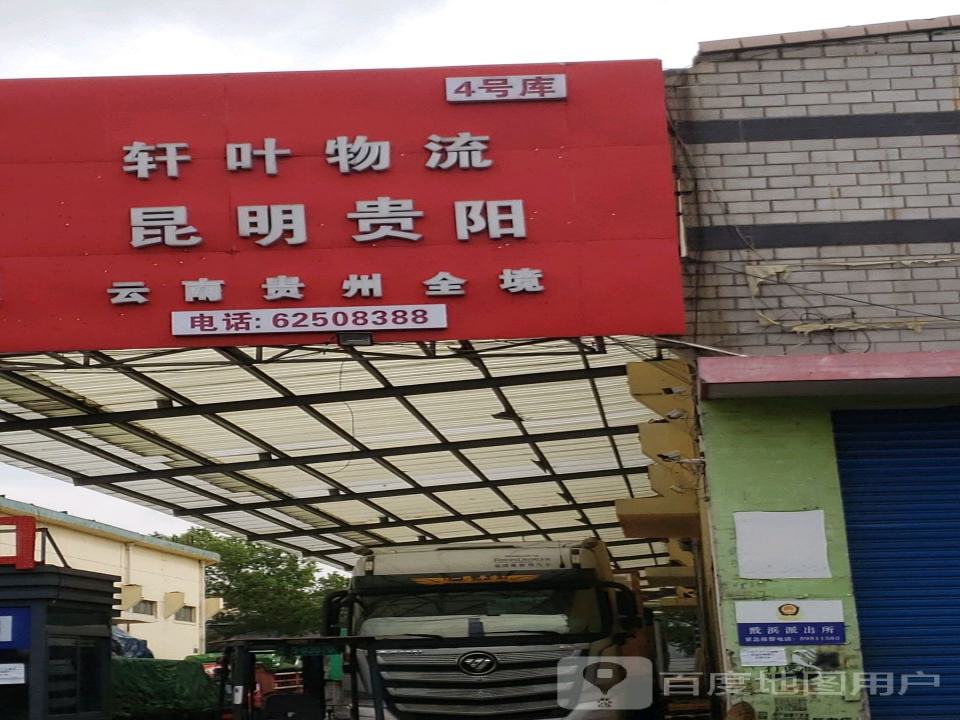 4号库
轩叶物流
昆明贵阳
云南贵州全境
电话:62508388
派出所
百度地图用户